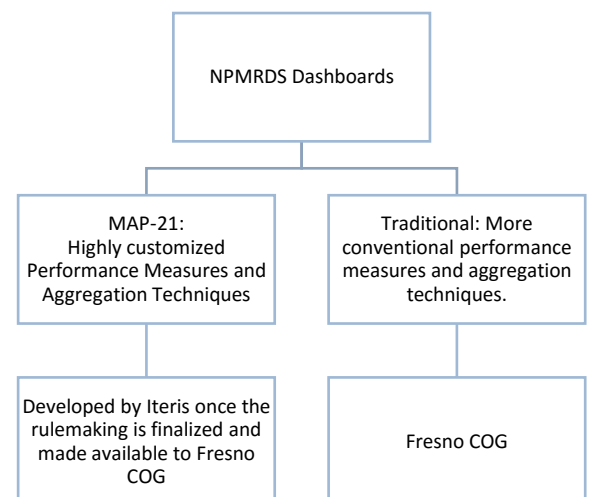 NPMRDS Dashboards
MAP-21:
Highly customized
Performance Measures and
Aggregation Techniques
Traditional: More
conventional performance
measures and aggregation
techniques.
Developed by Iteris once the
rulemaking is finalized and
made available to Fresno
COG
Fresno COG